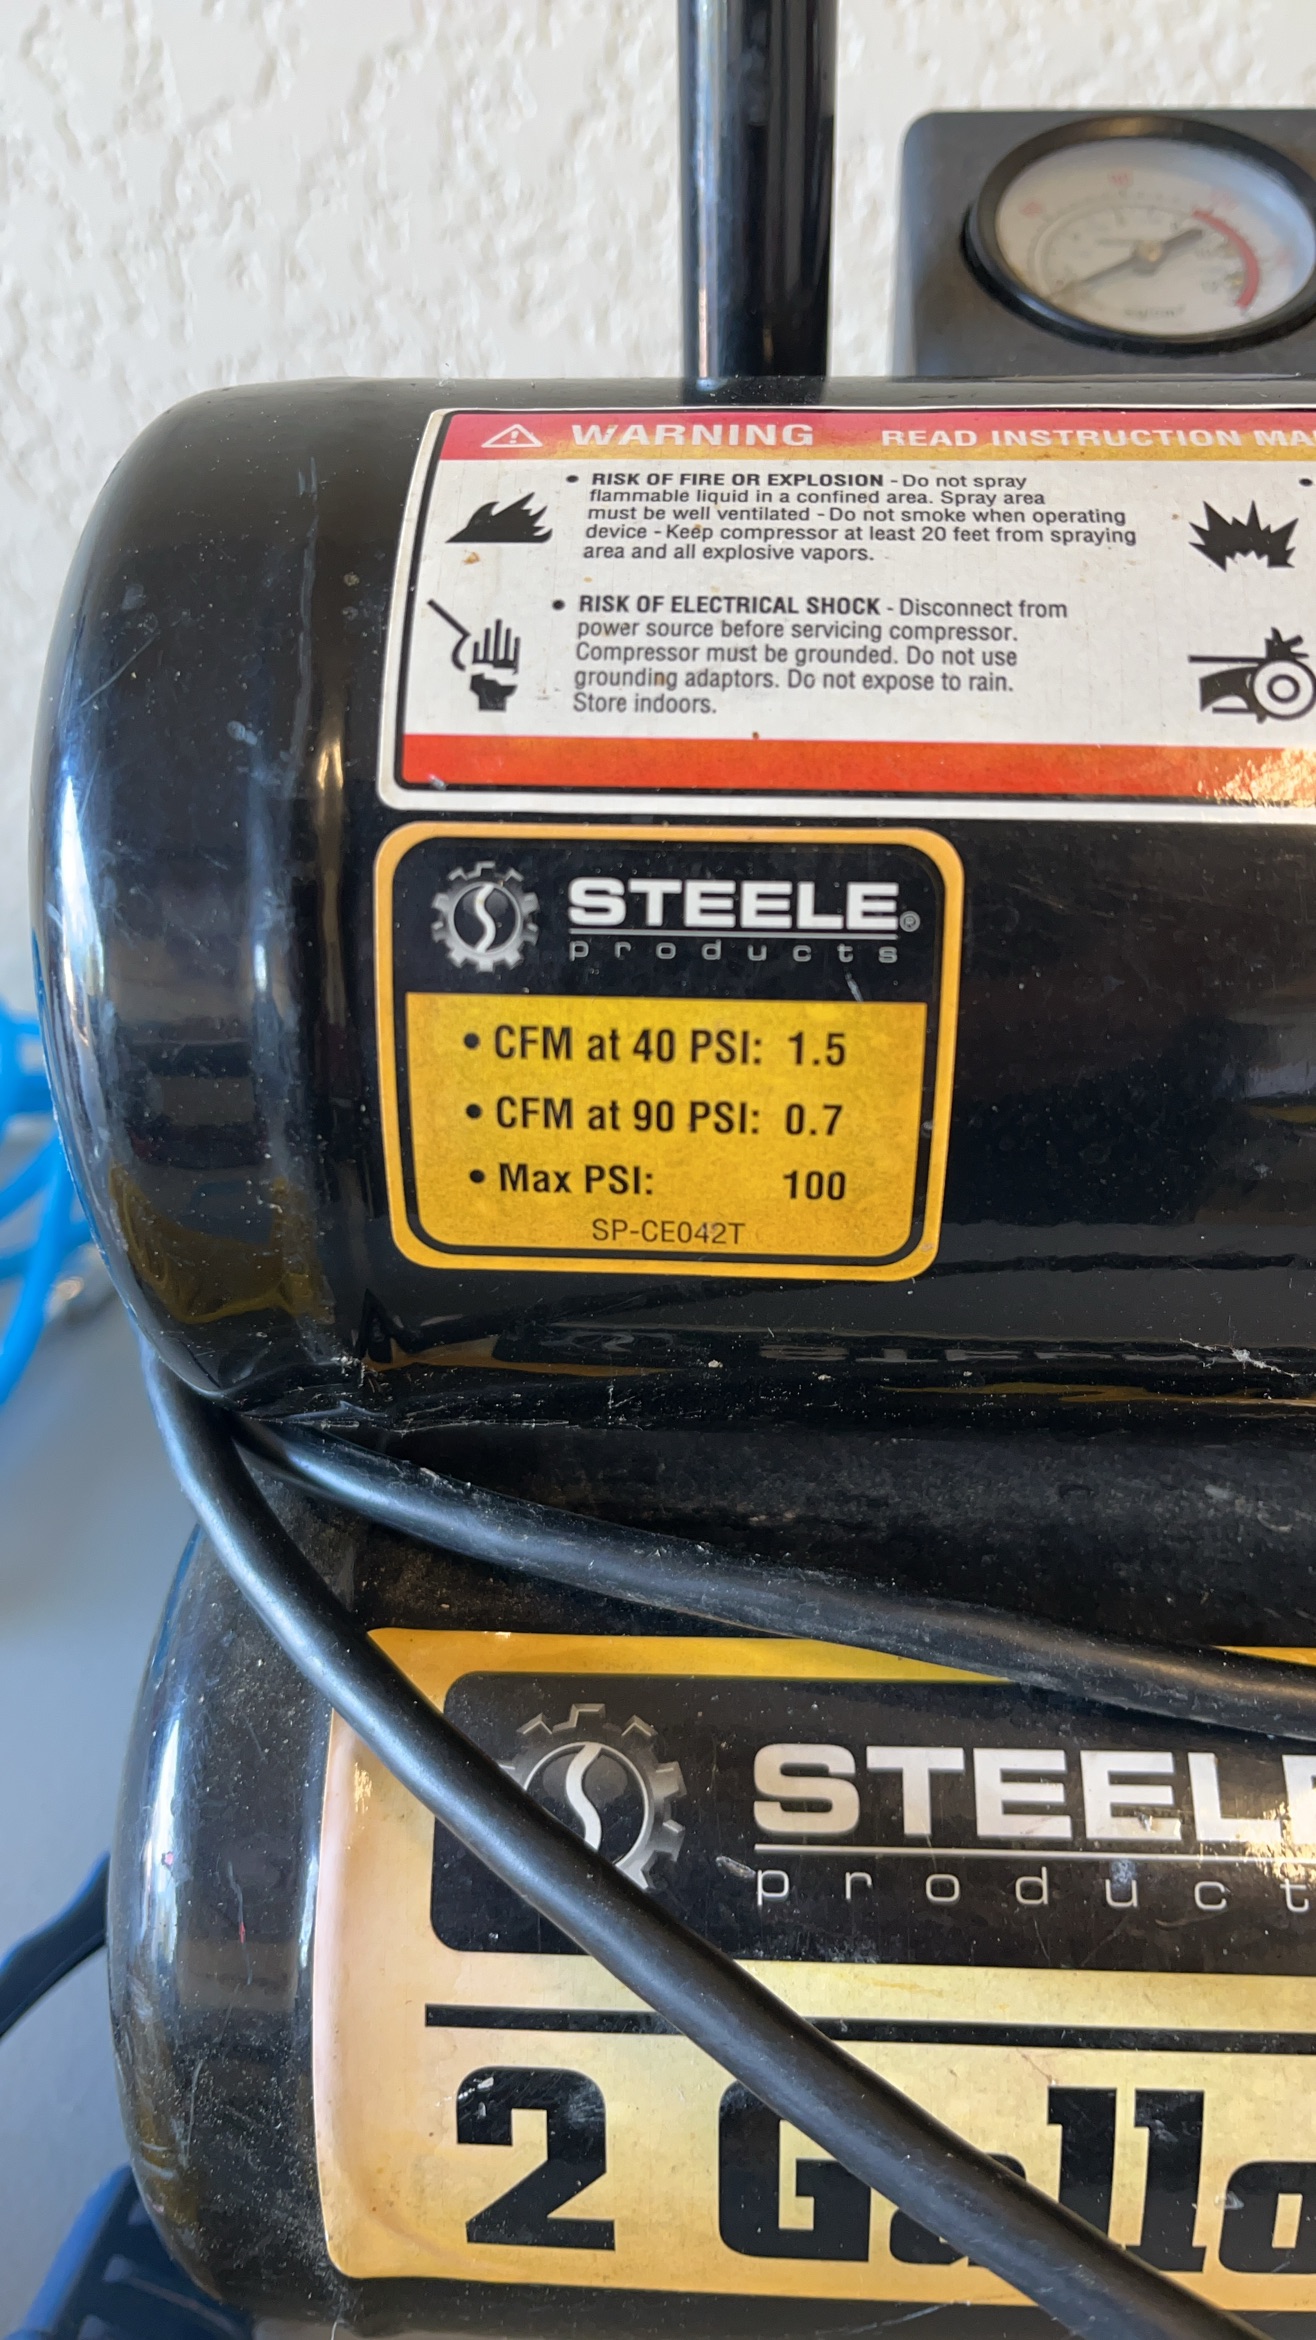 WARNING READ INSTRUCTION
• RISK OF FIRE OR EXPLOSION - Do not spray
flammable liquid in a confined area. Spray area
must be well ventilated - Do not smoke when operating
device - Keep compressor at least 20 feet from spraying
area and all explosive vapors.
• RISK OF ELECTRICAL SHOCK - Disconnect from
power source before servicing compressor.
Compressor must be grounded. Do not use
grounding adaptors. Do not expose to rain.
Store indoors.
STEELE®
products
• CFM at 40 PSI: 1.5
• CFM at 90 PSI: 0.7
• Max PSI: 100
SP-CE042T
STEELE
product
2 Gallo